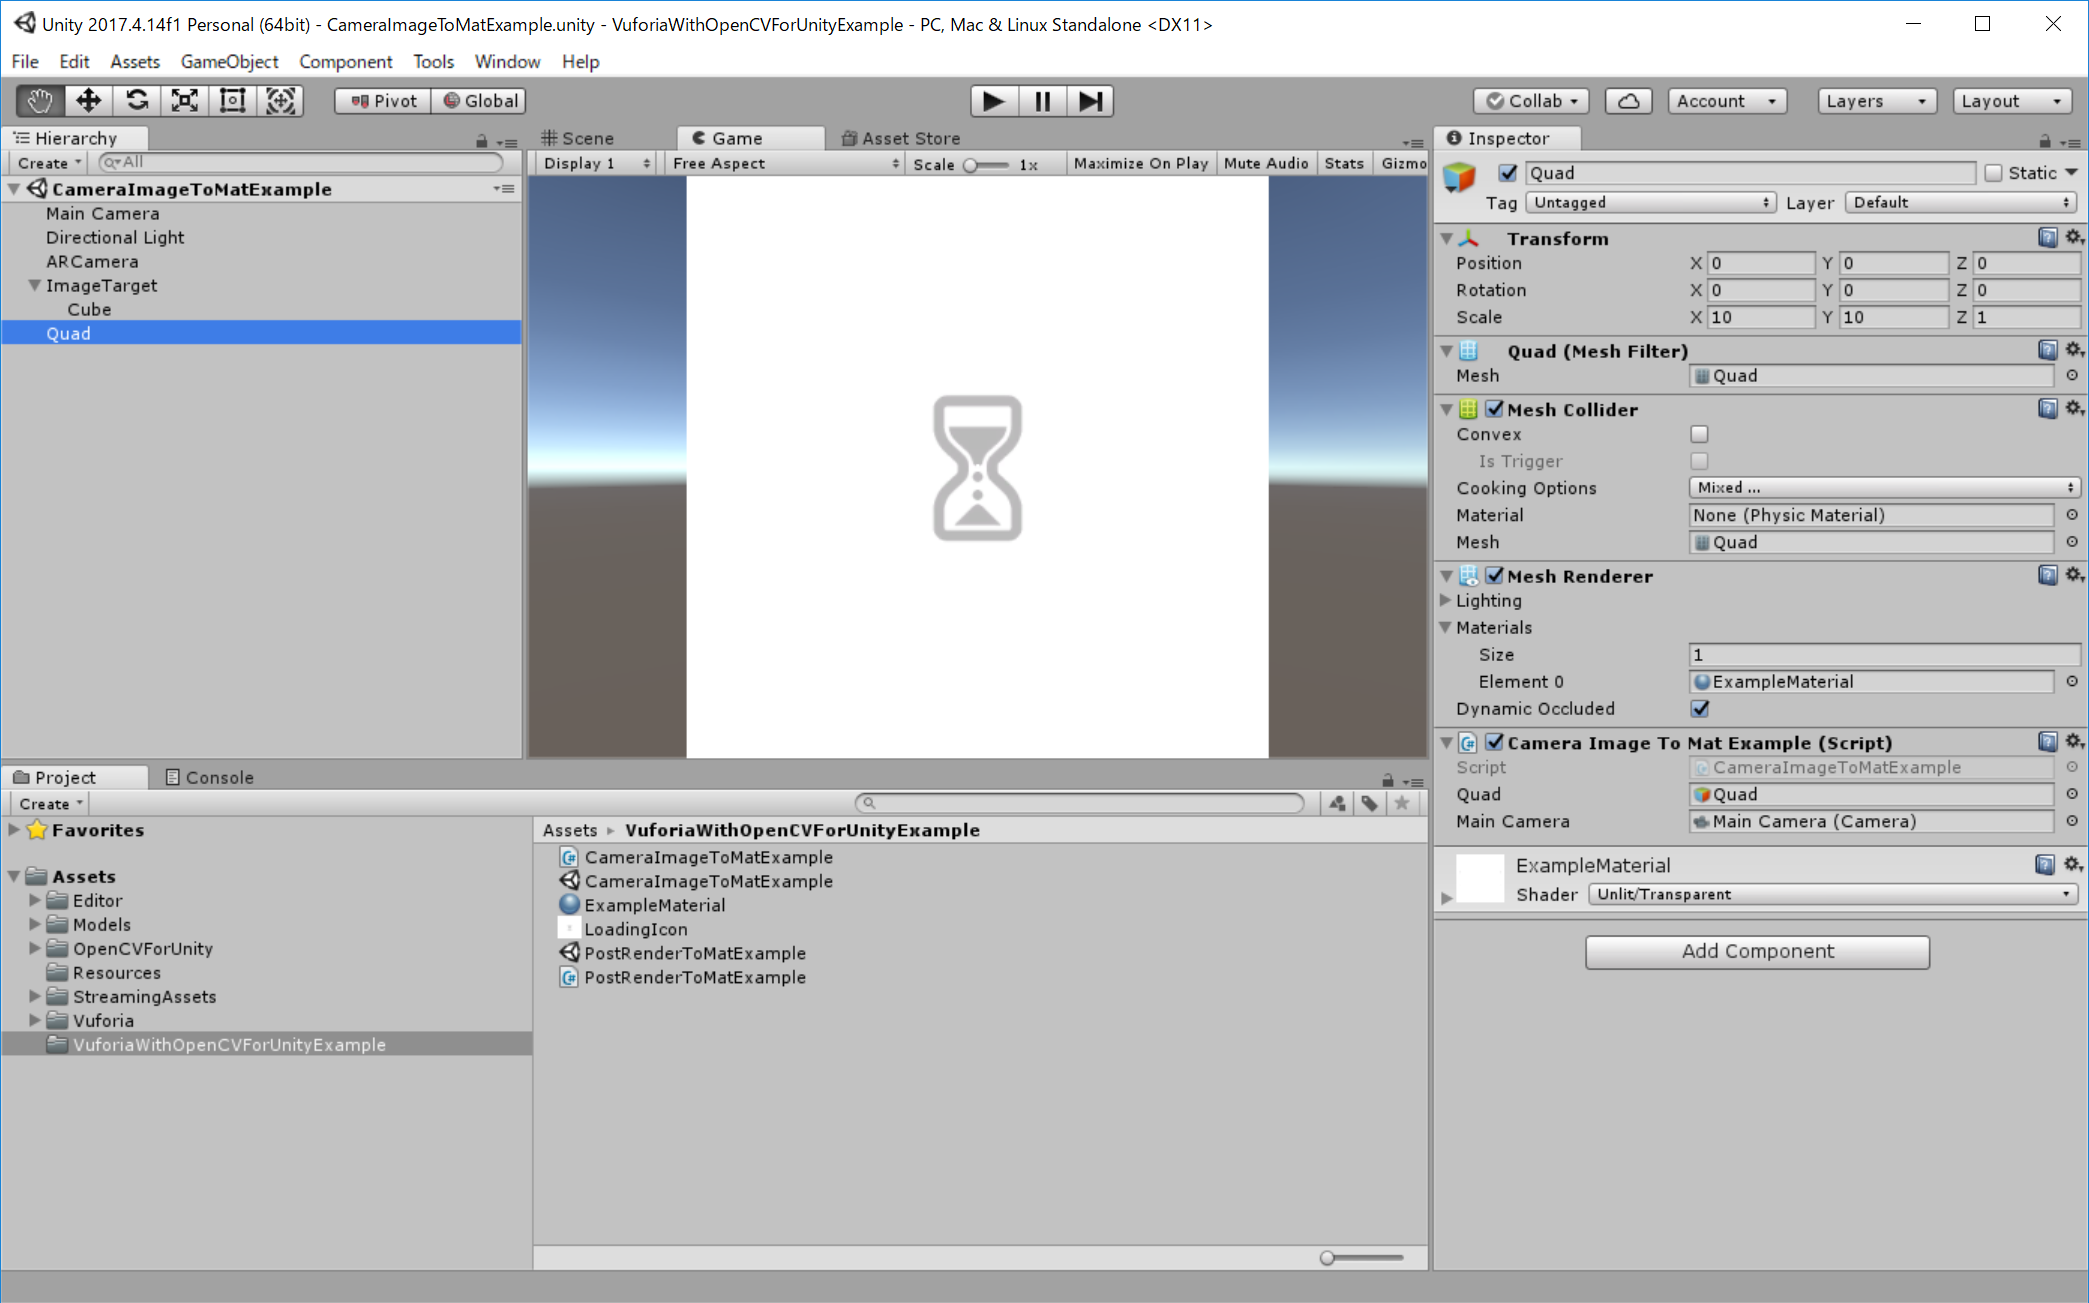 Unity 2017.4.14f1 Personal (64bit) - CameraImageToMatExample.unity - VuforiaWithOpenCVForUnityExample - PC, Mac & Linux Standalone <DX11>
File Edit Assets GameObject Component Tools Window Help
Pivot Global Collab Account Layers Layout
Hierarchy
Create All
CameraImageToMatExample
Main Camera
Directional Light
ARCamera
ImageTarget
Cube
Quad
Scene Game Asset Store
Display 1 Free Aspect Scale 1x Maximize On Play Mute Audio Stats Gizmo
Inspector
Quad Static
Tag Untagged Layer Default
Transform
Position X 0 Y 0 Z 0
Rotation X 0 Y 0 Z 0
Scale X 10 Y 10 Z 1
Quad (Mesh Filter)
Mesh Quad
Mesh Collider
Convex
Is Trigger
Cooking Options Mixed ...
Material None (Physic Material)
Mesh Quad
Mesh Renderer
Lighting
Materials
Size 1
Element 0 ExampleMaterial
Dynamic Occluded
Camera Image To Mat Example (Script)
Script CameraImageToMatExample
Quad Quad
Main Camera Main Camera (Camera)
ExampleMaterial
Shader Unlit/Transparent
Add Component
Project Console
Create
Favorites
Assets
Editor
Models
OpenCVForUnity
Resources
StreamingAssets
Vuforia
VuforiaWithOpenCVForUnityExample
Assets VuforiaWithOpenCVForUnityExample
CameraImageToMatExample
CameraImageToMatExample
ExampleMaterial
LoadingIcon
PostRenderToMatExample
PostRenderToMatExample